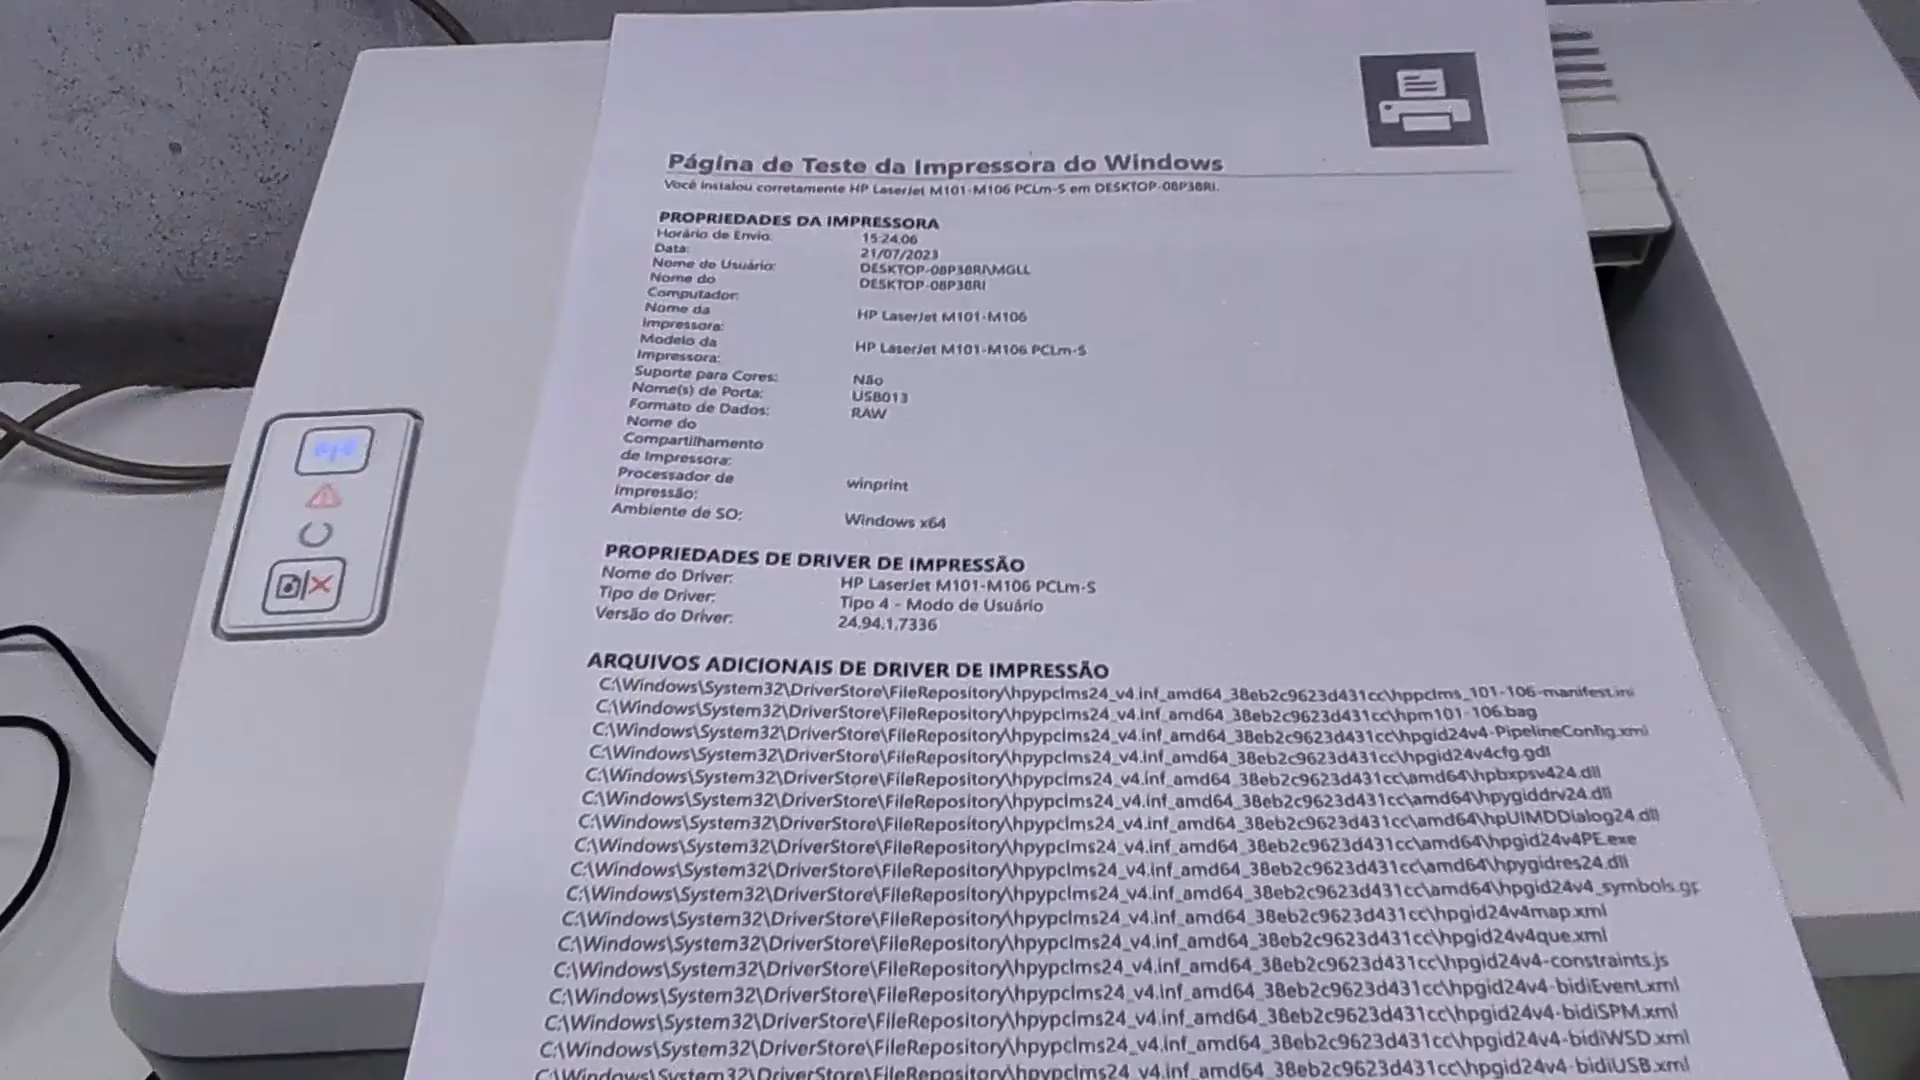 Página de Teste da Impressora do Windows
Você instalou corretamente HP LaserJet M101-M106 PCLm-S em DESKTOP-08P38RI.
PROPRIEDADES DA IMPRESSORA
Horário de Envio: 15:24:06
Data: 21/07/2023
Nome do Usuário: DESKTOP-08P38RI\MGLL
Nome do DESKTOP-08P38RI
Computador:
Nome da HP LaserJet M101-M106
Impressora:
Modelo da HP LaserJet M101-M106 PCLm-S
Impressora:
Suporte para Cores: Não
Nome(s) de Porta: USB013
Formato de Dados: RAW
Nome do
Compartilhamento
de Impressora:
Processador de winprint
Impressão:
Ambiente de SO: Windows x64
PROPRIEDADES DE DRIVER DE IMPRESSÃO
Nome do Driver: HP LaserJet M101-M106 PCLm-S
Tipo de Driver: Tipo 4 - Modo de Usuário
Versão do Driver: 24.94.1.7336
ARQUIVOS ADICIONAIS DE DRIVER DE IMPRESSÃO
C:\Windows\System32\DriverStore\FileRepository\hpypclms24_v4.inf_amd64_38eb2c9623d431cc\hppclms_101-106-manifest.ini
C:\Windows\System32\DriverStore\FileRepository\hpypclms24_v4.inf_amd64_38eb2c9623d431cc\hpm101-106.bag
C:\Windows\System32\DriverStore\FileRepository\hpypclms24_v4.inf_amd64_38eb2c9623d431cc\hpgid24v4-PipelineConfig.xml
C:\Windows\System32\DriverStore\FileRepository\hpypclms24_v4.inf_amd64_38eb2c9623d431cc\hpgid24v4cfg.gdl
C:\Windows\System32\DriverStore\FileRepository\hpypclms24_v4.inf_amd64_38eb2c9623d431cc\amd64\hpbxpsv424.dll
C:\Windows\System32\DriverStore\FileRepository\hpypclms24_v4.inf_amd64_38eb2c9623d431cc\amd64\hpygiddrv24.dll
C:\Windows\System32\DriverStore\FileRepository\hpypclms24_v4.inf_amd64_38eb2c9623d431cc\amd64\hpUIMDDialog24.dll
C:\Windows\System32\DriverStore\FileRepository\hpypclms24_v4.inf_amd64_38eb2c9623d431cc\amd64\hpgid24v4PE.exe
C:\Windows\System32\DriverStore\FileRepository\hpypclms24_v4.inf_amd64_38eb2c9623d431cc\amd64\hpygidres24.dll
C:\Windows\System32\DriverStore\FileRepository\hpypclms24_v4.inf_amd64_38eb2c9623d431cc\amd64\hpgid24v4_symbols.gp
C:\Windows\System32\DriverStore\FileRepository\hpypclms24_v4.inf_amd64_38eb2c9623d431cc\hpgid24v4map.xml
C:\Windows\System32\DriverStore\FileRepository\hpypclms24_v4.inf_amd64_38eb2c9623d431cc\hpgid24v4que.xml
C:\Windows\System32\DriverStore\FileRepository\hpypclms24_v4.inf_amd64_38eb2c9623d431cc\hpgid24v4-constraints.js
C:\Windows\System32\DriverStore\FileRepository\hpypclms24_v4.inf_amd64_38eb2c9623d431cc\hpgid24v4-bidiEvent.xml
C:\Windows\System32\DriverStore\FileRepository\hpypclms24_v4.inf_amd64_38eb2c9623d431cc\hpgid24v4-bidiSPM.xml
C:\Windows\System32\DriverStore\FileRepository\hpypclms24_v4.inf_amd64_38eb2c9623d431cc\hpgid24v4-bidiWSD.xml
C:\Windows\System32\DriverStore\FileRepository\hpypclms24_v4.inf_amd64_38eb2c9623d431cc\hpgid24v4-bidiUSB.xml